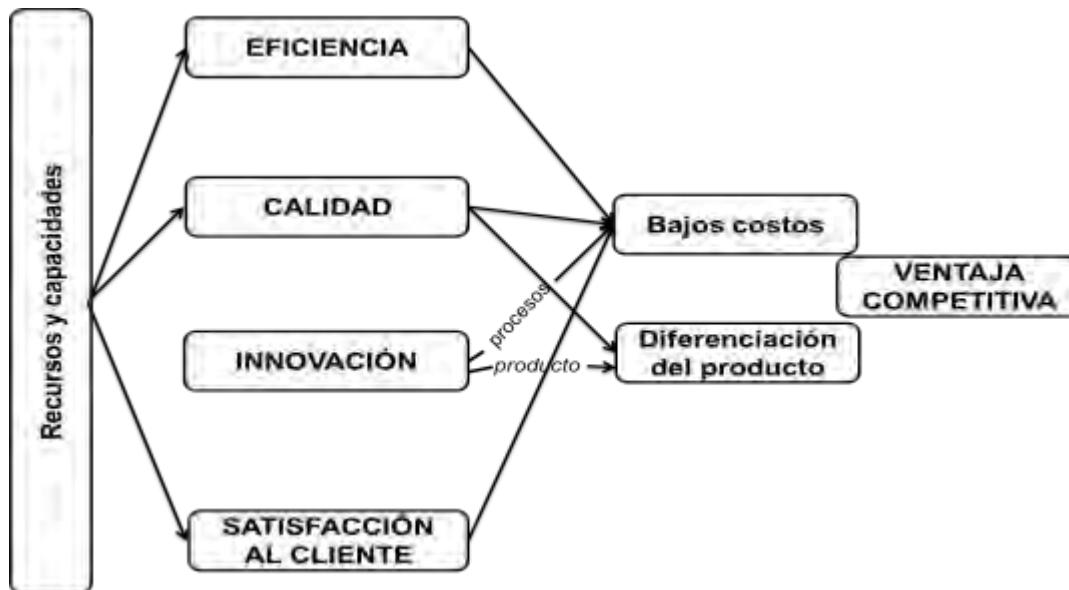 Recursos y capacidades
EFICIENCIA
CALIDAD
INNOVACIÓN
SATISFACCIÓN
AL CLIENTE
procesos
producto
Bajos costos
Diferenciación
del producto
VENTAJA
COMPETITIVA